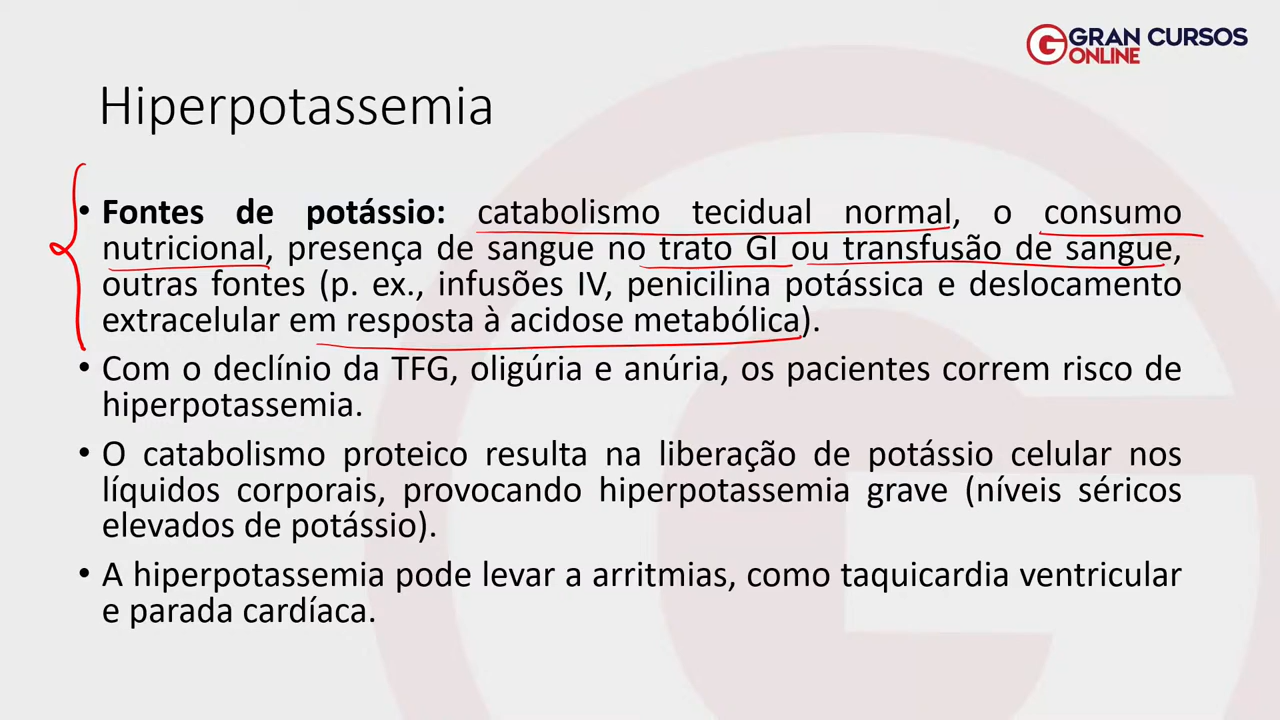 GRAN CURSOS
ONLINE
Hiperpotassemia
• Fontes de potássio: catabolismo tecidual normal, o consumo
nutricional, presença de sangue no trato GI ou transfusão de sangue,
outras fontes (p. ex., infusões IV, penicilina potássica e deslocamento
extracelular em resposta à acidose metabólica).
• Com o declínio da TFG, oligúria e anúria, os pacientes correm risco de
hiperpotassemia.
• O catabolismo proteico resulta na liberação de potássio celular nos
líquidos corporais, provocando hiperpotassemia grave (níveis séricos
elevados de potássio).
• A hiperpotassemia pode levar a arritmias, como taquicardia ventricular
e parada cardíaca.